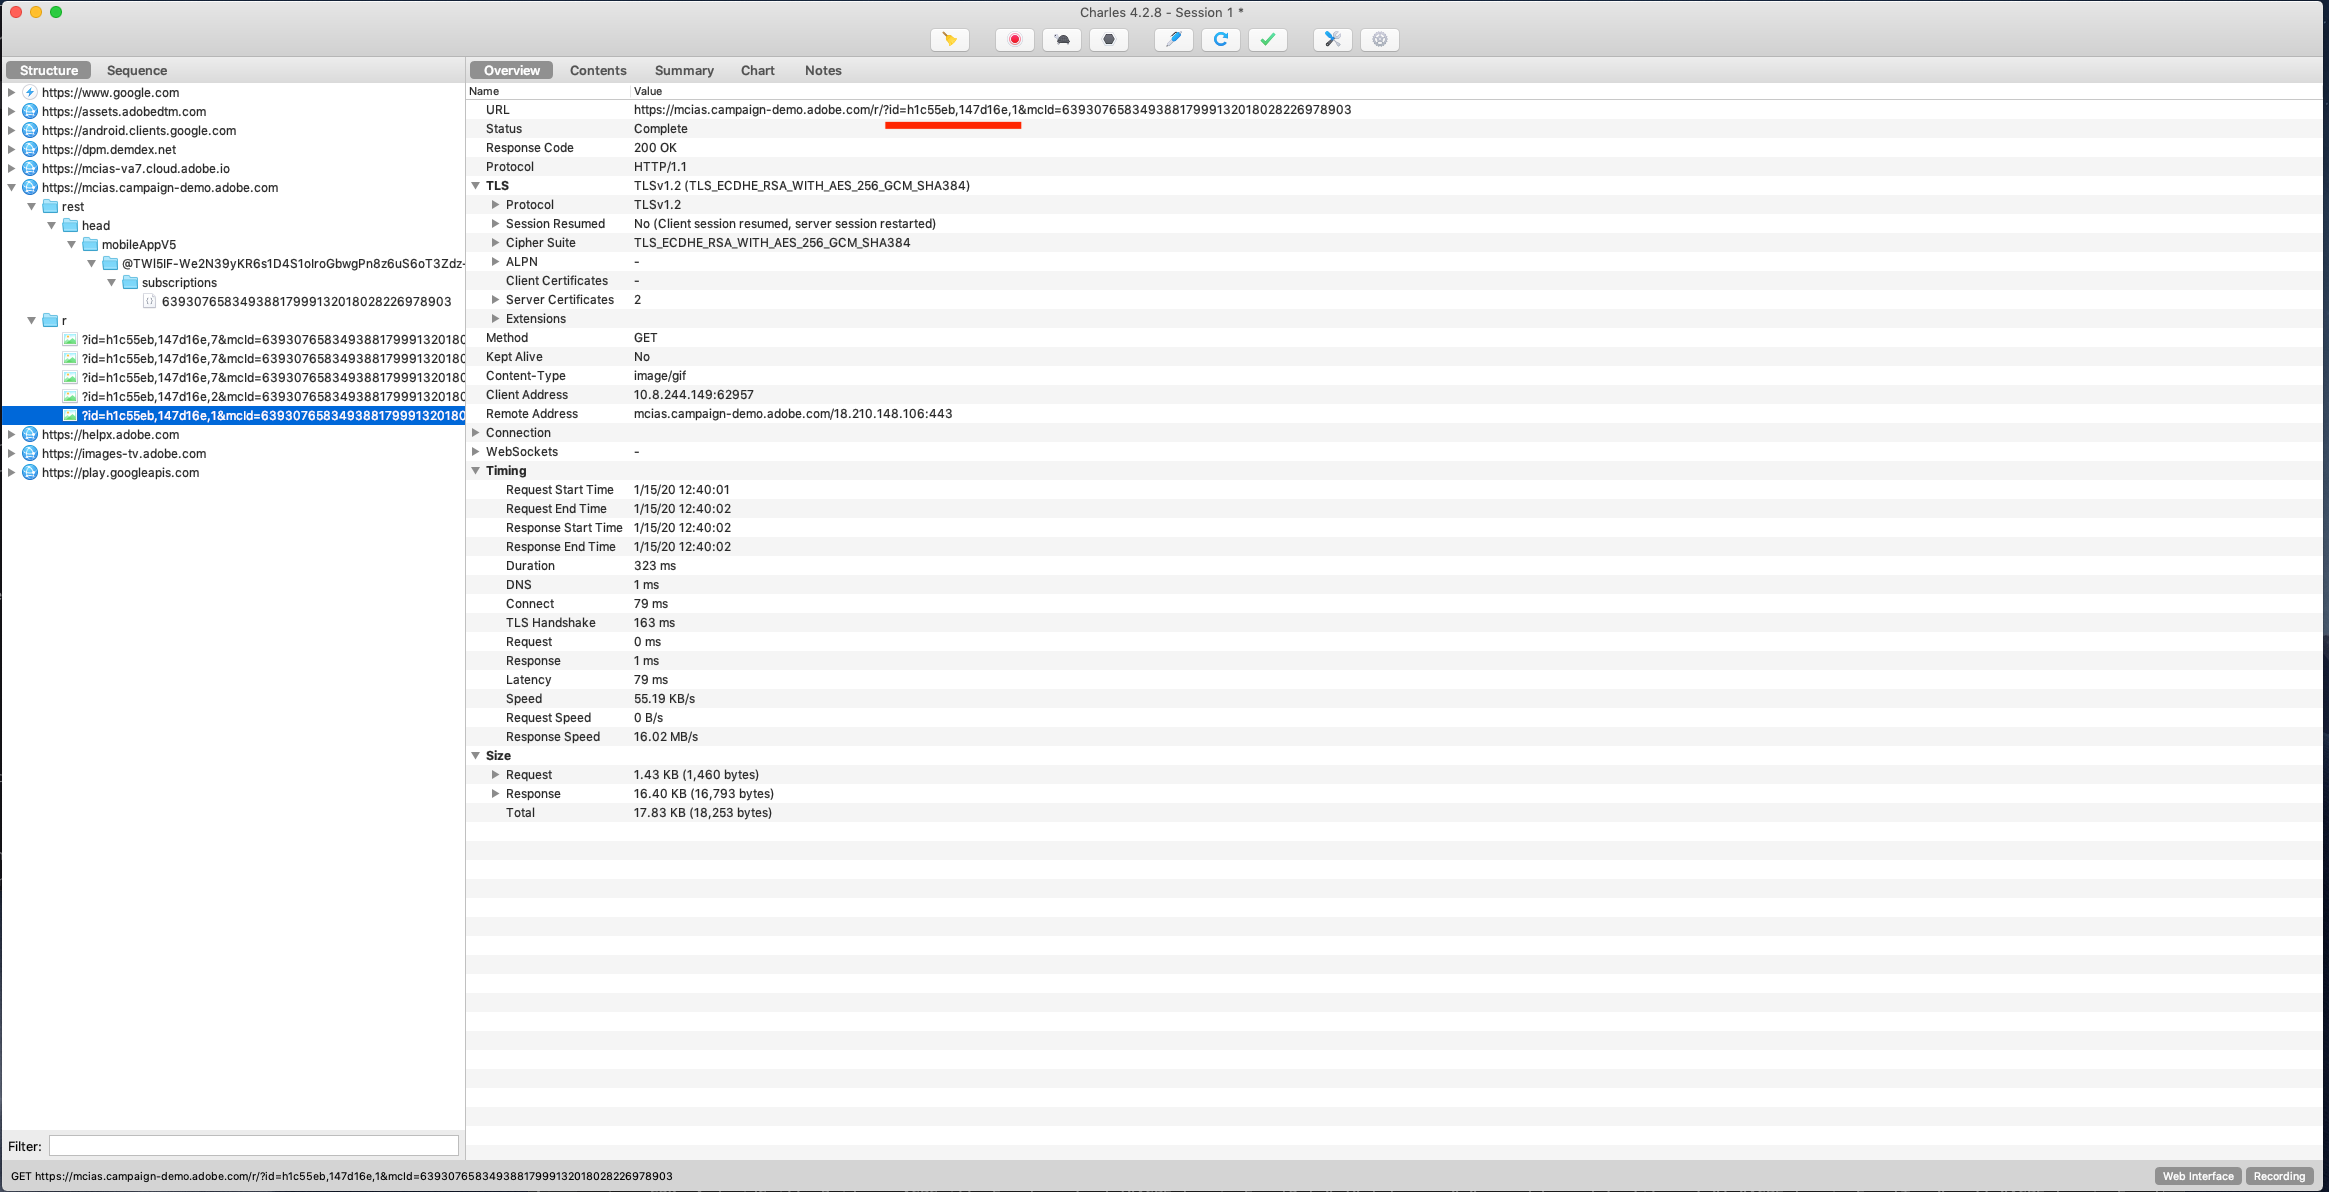 Charles 4.2.8 - Session 1 *
Structure Sequence
https://www.google.com
https://assets.adobedtm.com
https://android.clients.google.com
https://dpm.demdex.net
https://mcias-va7.cloud.adobe.io
https://mcias.campaign-demo.adobe.com
rest
head
mobileAppV5
subscriptions
63930765834938817999132018028226978903
r
?id=h1c55eb,147d16e,7&mcId=639307658349388179991320180
?id=h1c55eb,147d16e,7&mcId=639307658349388179991320180
?id=h1c55eb,147d16e,7&mcId=639307658349388179991320180
?id=h1c55eb,147d16e,2&mcId=639307658349388179991320180
?id=h1c55eb,147d16e,1&mcId=639307658349388179991320180
https://helpx.adobe.com
https://images-tv.adobe.com
https://play.googleapis.com
Filter:
Overview Contents Summary Chart Notes
Name Value
URL https://mcias.campaign-demo.adobe.com/r/?id=h1c55eb,147d16e,1&mcId=63930765834938817999132018028226978903
Status Complete
Response Code 200 OK
Protocol HTTP/1.1
TLS TLSv1.2 (TLS_ECDHE_RSA_WITH_AES_256_GCM_SHA384)
Protocol TLSv1.2
Session Resumed No (Client session resumed, server session restarted)
Cipher Suite TLS_ECDHE_RSA_WITH_AES_256_GCM_SHA384
ALPN -
Client Certificates -
Server Certificates 2
Extensions
Method GET
Kept Alive No
Content-Type image/gif
Client Address 10.8.244.149:62957
Remote Address mcias.campaign-demo.adobe.com/18.210.148.106:443
Connection
WebSockets -
Timing
Request Start Time 1/15/20 12:40:01
Request End Time 1/15/20 12:40:02
Response Start Time 1/15/20 12:40:02
Response End Time 1/15/20 12:40:02
Duration 323 ms
DNS 1 ms
Connect 79 ms
TLS Handshake 163 ms
Request 0 ms
Response 1 ms
Latency 79 ms
Speed 55.19 KB/s
Request Speed 0 B/s
Response Speed 16.02 MB/s
Size
Request 1.43 KB (1,460 bytes)
Response 16.40 KB (16,793 bytes)
Total 17.83 KB (18,253 bytes)
GET https://mcias.campaign-demo.adobe.com/r/?id=h1c55eb,147d16e,1&mcId=63930765834938817999132018028226978903
Web Interface Recording